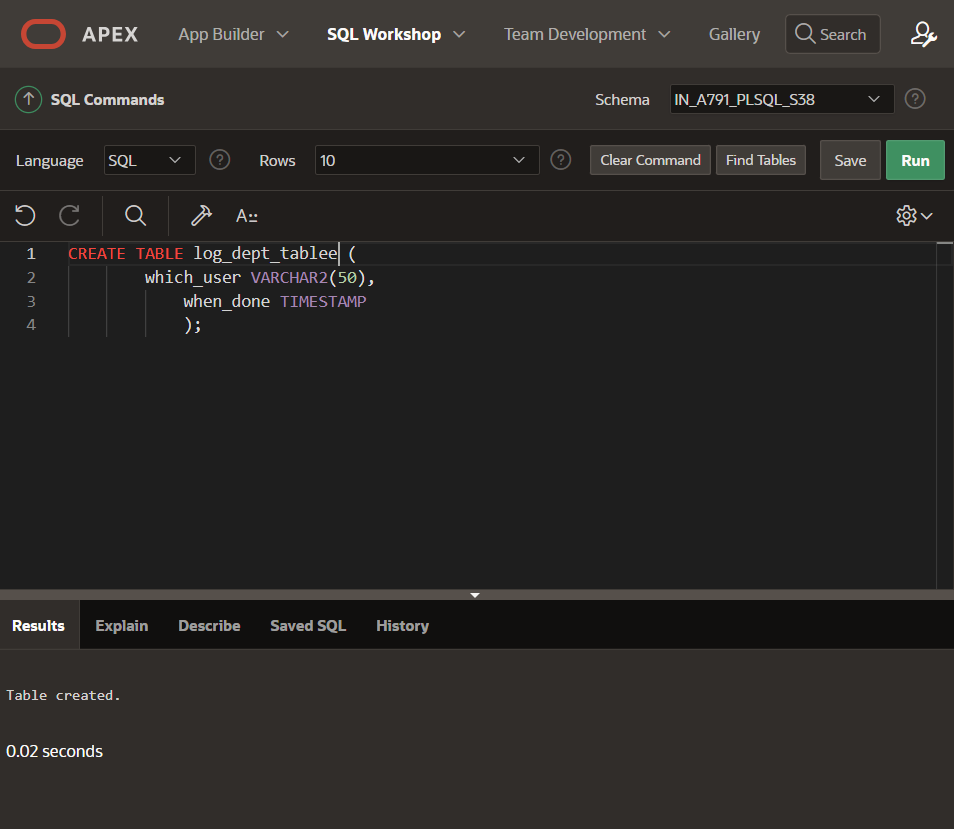 APEX App Builder SQL Workshop Team Development Gallery Search
SQL Commands Schema IN_A791_PLSQL_S38 ?
Language SQL ? Rows 10 ? Clear Command Find Tables Save Run
A::
1 CREATE TABLE log_dept_tablee (
2 which_user VARCHAR2(50),
3 when_done TIMESTAMP
4 );
Results Explain Describe Saved SQL History
Table created.
0.02 seconds